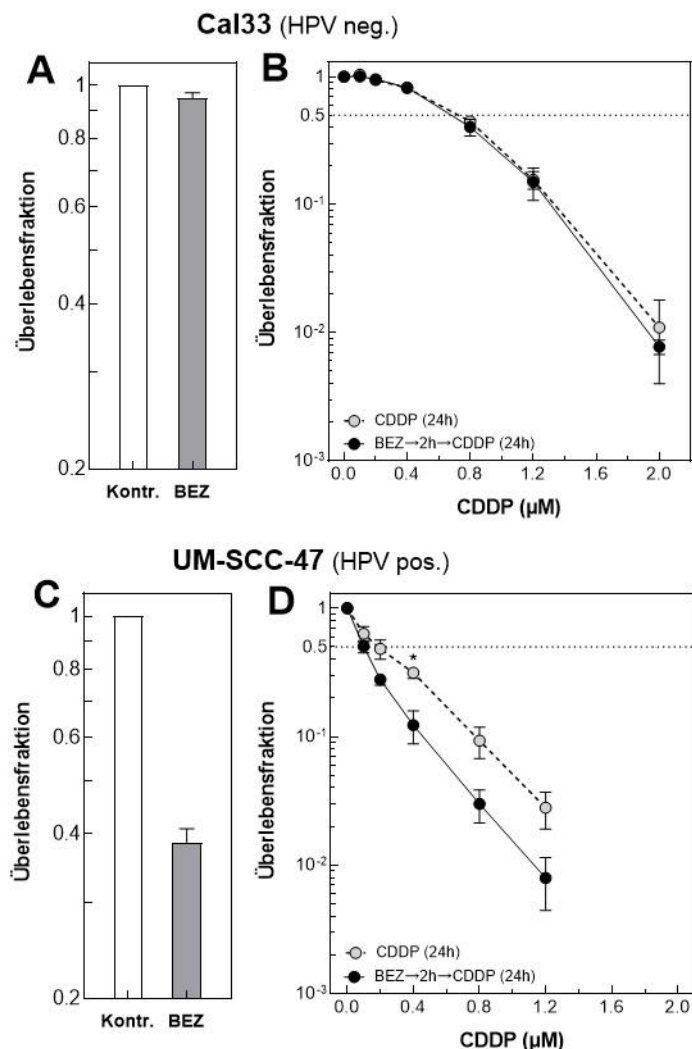 Cal33 (HPV neg.)
A
B
1
0.8
0.6
0.4
0.2
Überlebensfraktion
Kontr. BEZ
1
0.5
10-1
10-2
10-3
Überlebensfraktion
CDDP (24h)
BEZ→2h→CDDP (24h)
0.0 0.4 0.8 1.2 1.6 2.0
CDDP (µM)
UM-SCC-47 (HPV pos.)
C
D
1
0.8
0.6
0.4
0.2
Überlebensfraktion
Kontr. BEZ
1
0.5
10-1
10-2
10-3
Überlebensfraktion
*
CDDP (24h)
BEZ→2h→CDDP (24h)
0.0 0.4 0.8 1.2 1.6 2.0
CDDP (µM)